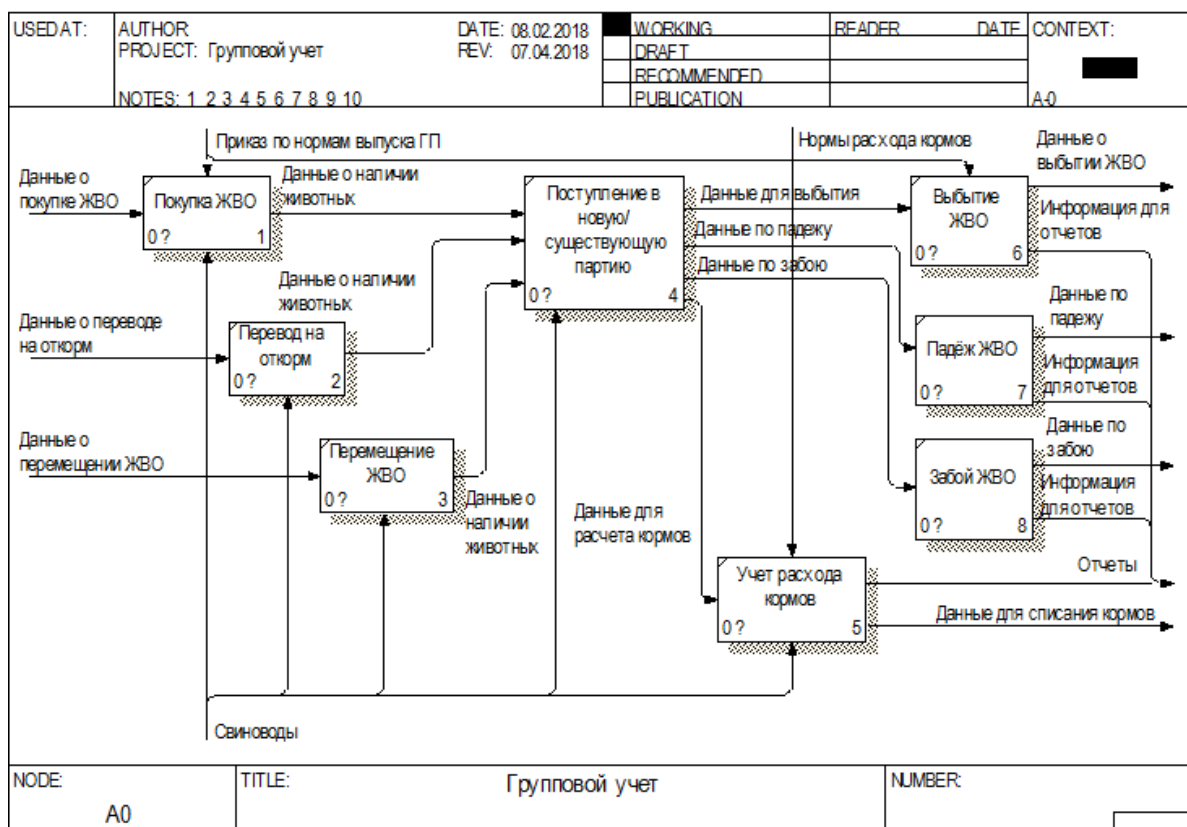 USED AT:
AUTHOR:
DATE: 08.02.2018
WORKING
READER
DATE
CONTEXT:
PROJECT: Групповой учет
REV: 07.04.2018
DRAFT
RECOMMENDED
NOTES: 1 2 3 4 5 6 7 8 9 10
PUBLICATION
A-0
Приказ по нормам выпуска ГП
Нормы расхода кормов
Данные о
выбытии ЖВО
Данные о
покупке ЖВО
Покупка ЖВО
0 ? 1
Данные о наличии
животных
Поступление в
новую/
существующую
партию
0 ? 4
Данные для выбытия
Данные по падежу
Данные по забою
Выбытие
ЖВО
0 ? 6
Информация для
отчетов
Данные о наличии
животных
Данные о переводе
на откорм
Перевод на
откорм
0 ? 2
Падёж ЖВО
0 ? 7
Данные по
падежу
Информация
для отчетов
Данные о
перемещении ЖВО
Перемещение
ЖВО
0 ? 3
Данные о
наличии
животных
Данные для
расчета кормов
Забой ЖВО
0 ? 8
Данные по
забою
Информация
для отчетов
Учет расхода
кормов
0 ? 5
Отчеты
Данные для списания кормов
Свиноводы
NODE:
A0
TITLE:
Групповой учет
NUMBER: